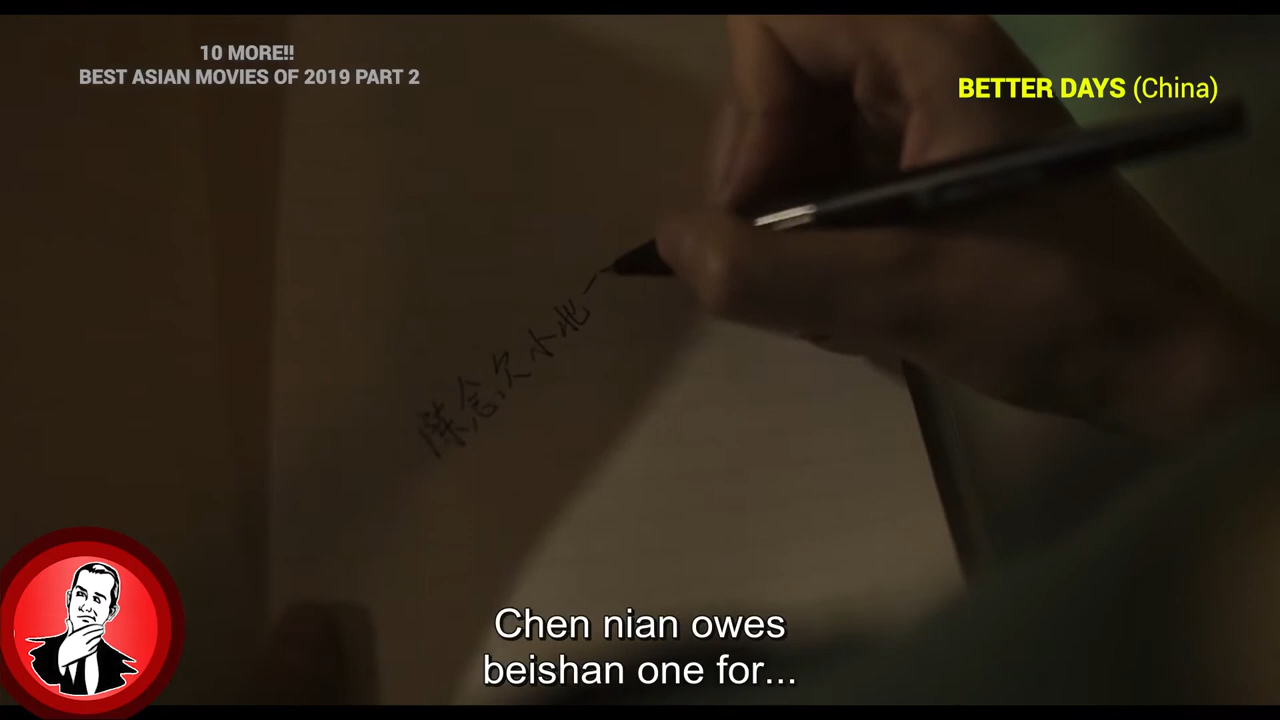 10 MORE!!
BEST ASIAN MOVIES OF 2019 PART 2
BETTER DAYS (China)
陳念欠小北一
Chen nian owes
beishan one for...